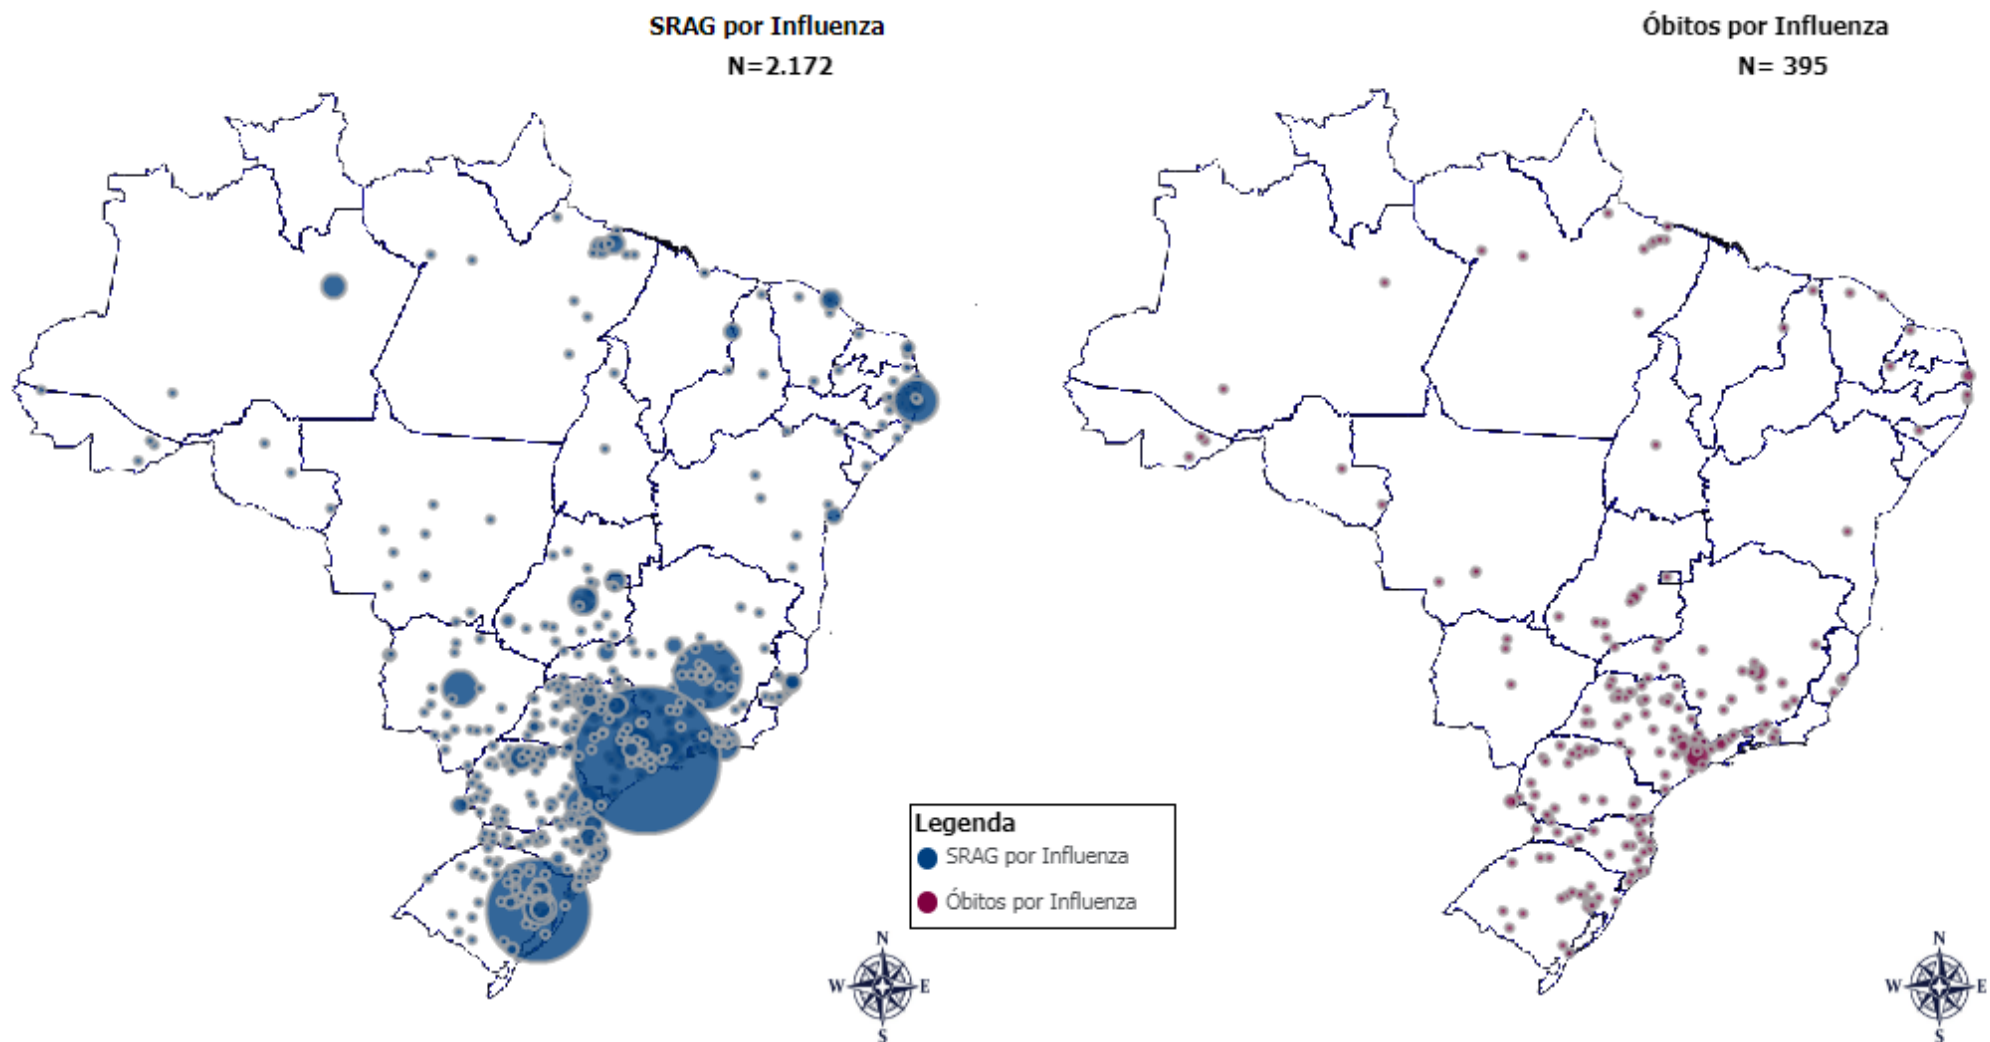 SRAG por Influenza
N=2.172
Óbitos por Influenza
N= 395
Legenda
SRAG por Influenza
Óbitos por Influenza
N
W E
S
N
W E
S